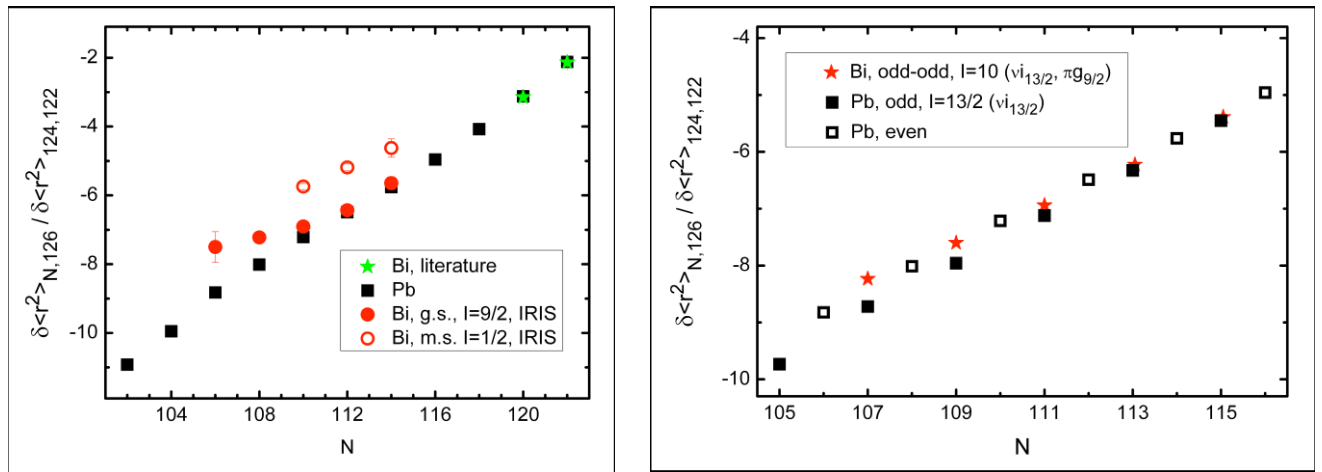 δ<r²>N,126 / δ<r²>124,122
-2
-4
-6
-8
-10
Bi, literature
Pb
Bi, g.s., I=9/2, IRIS
Bi, m.s. I=1/2, IRIS
104 108 112 116 120
N
δ<r²>N,126 / δ<r²>124,122
-4
-6
-8
-10
Bi, odd-odd, I=10 (νi13/2, πg9/2)
Pb, odd, I=13/2 (νi13/2)
Pb, even
105 107 109 111 113 115
N